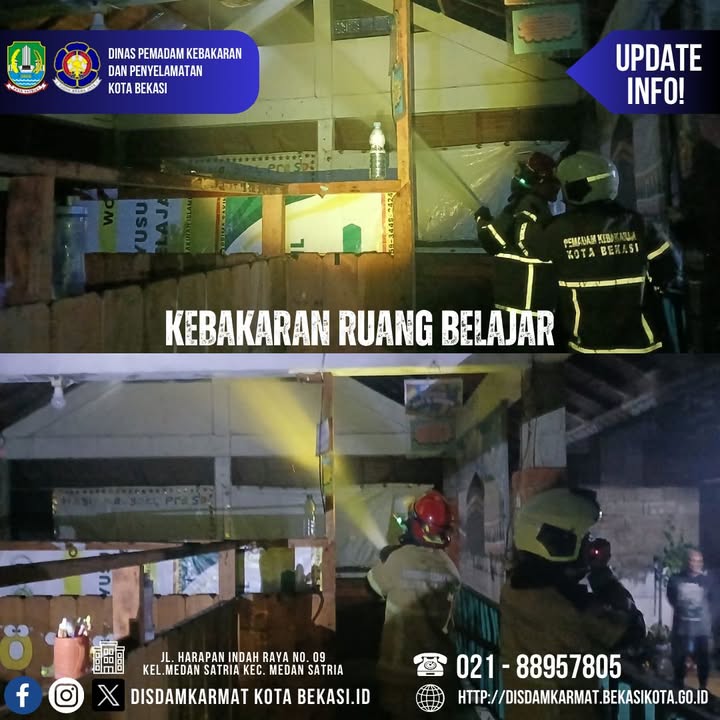 DINAS PEMADAM KEBAKARAN
DAN PENYELAMATAN
KOTA BEKASI
UPDATE
INFO!
PEMADAM KEBAKARAN
KOTA BEKASI
KEBAKARAN RUANG BELAJAR
JL. HARAPAN INDAH RAYA NO. 09
KEL.MEDAN SATRIA KEC. MEDAN SATRIA
021 - 88957805
DISDAMKARMAT KOTA BEKASI.ID
HTTP://DISDAMKARMAT.BEKASIKOTA.GO.ID